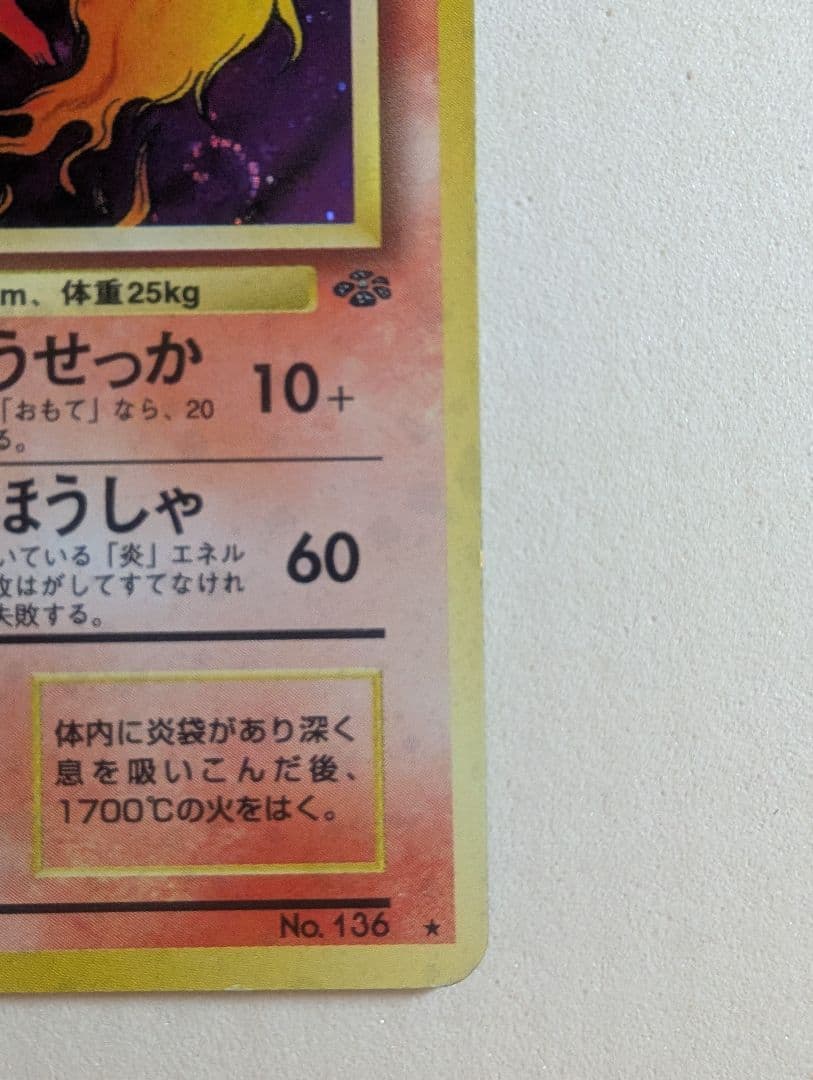 m、体重25kg
うせっか 10+
「おもて」なら、20
る。
ほうしゃ 60
いている「炎」エネル
枚はがしてすてなけれ
失敗する。
体内に炎袋があり深く
息を吸いこんだ後、
1700℃の火をはく。
No. 136 ★